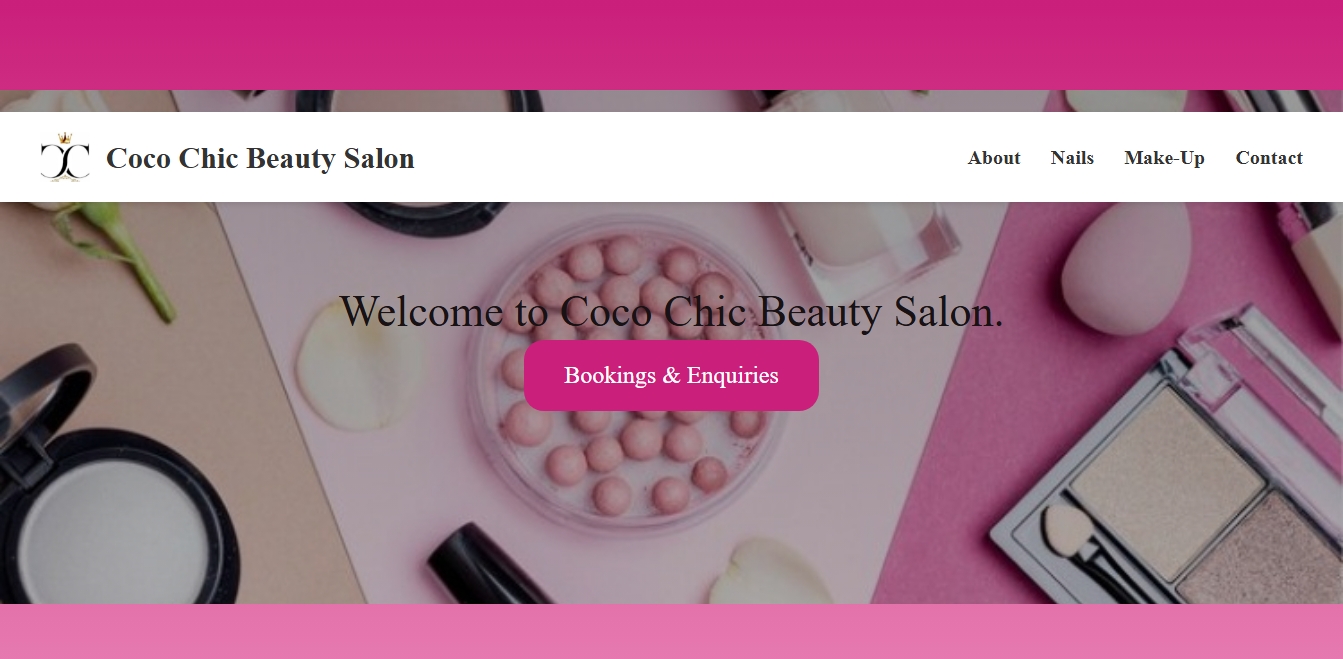 Coco Chic Beauty Salon
About Nails Make-Up Contact
Welcome to Coco Chic Beauty Salon.
Bookings & Enquiries